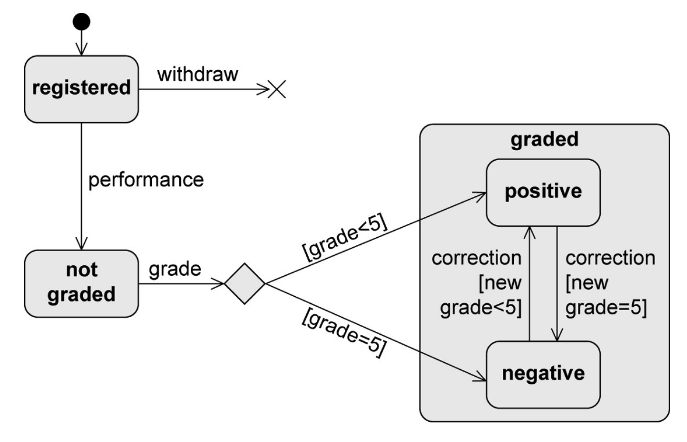 registered
withdraw
performance
not
graded
grade
[grade<5]
[grade=5]
graded
positive
correction
[new
grade<5]
correction
[new
grade=5]
negative